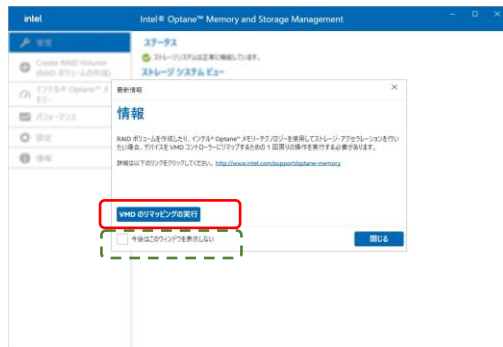 intel
Intel® Optane™ Memory and Storage Management
管理
ステータス
ストレージ システムは正常に機能しています。
Create RAID Volume
(RAID ボリュームの作成)
ストレージ システム ビュー
インテル® Optane™ メ
モリー
パフォーマンス
設定
情報
更新情報
情報
RAID ボリュームを作成したり、インテル® Optane™ メモリー・テクノロジーを使用してストレージ・アクセラレーションを行い
たい場合、デバイスを VMD コントローラーにリマップするための 1 回限りの操作を実行する必要があります。
詳細は以下のリンクをクリックしてください。 http://www.intel.com/support/optane-memory
VMD のリマッピングの実行
今後はこのウィンドウを表示しない
閉じる